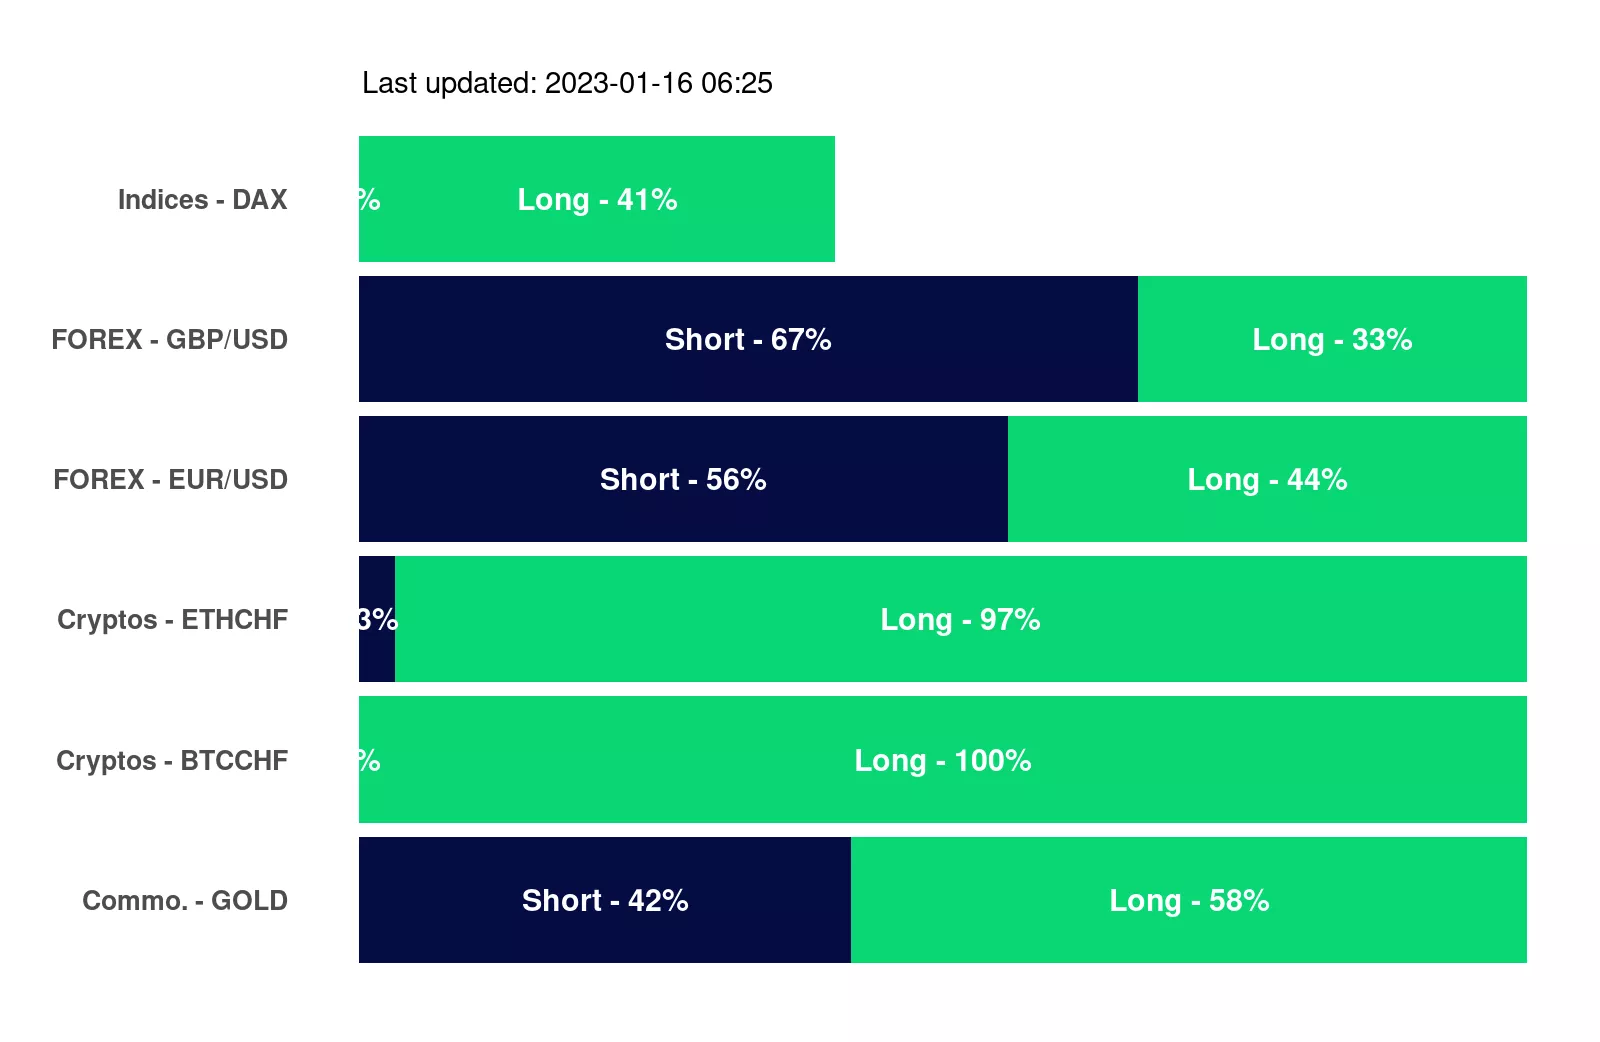 Last updated: 2023-01-16 06:25
Indices - DAX % Long - 41%
FOREX - GBP/USD Short - 67% Long - 33%
FOREX - EUR/USD Short - 56% Long - 44%
Cryptos - ETHCHF 3% Long - 97%
Cryptos - BTCCHF % Long - 100%
Commo. - GOLD Short - 42% Long - 58%